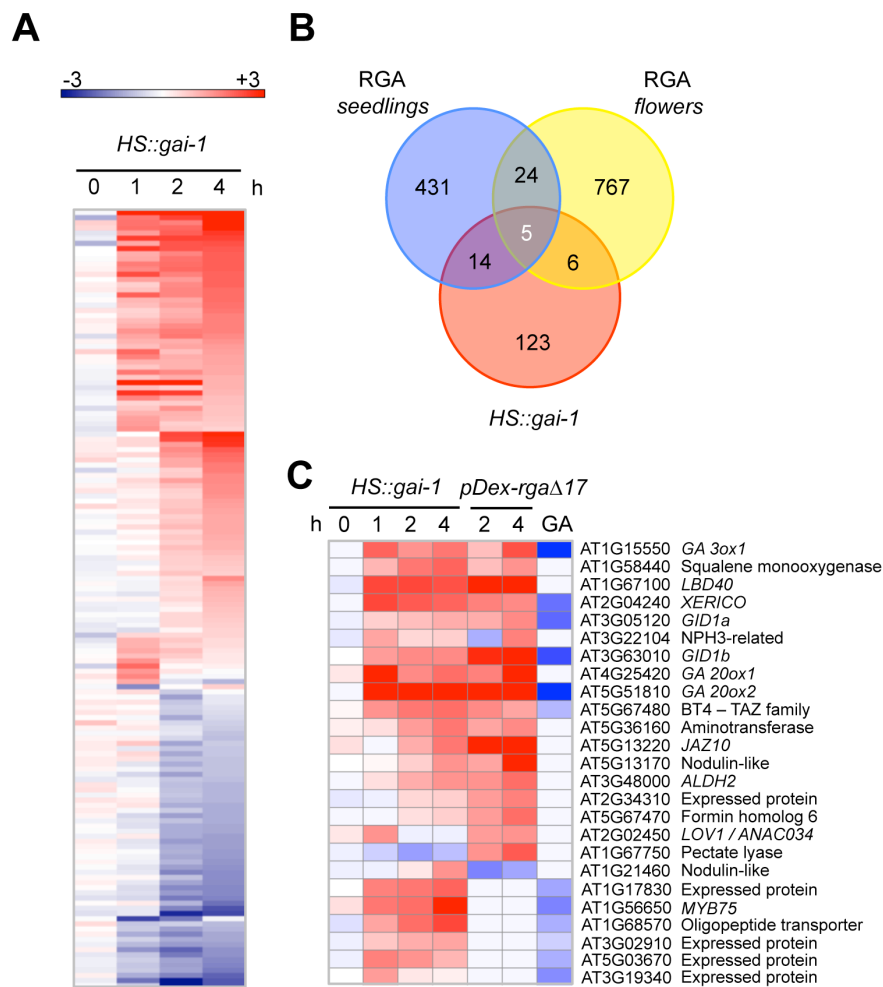 A
-3 +3
HS::gai-1
0 1 2 4 h
B
RGA
seedlings
RGA
flowers
431
24
767
5
14
6
123
HS::gai-1
C
HS::gai-1 pDex-rgaΔ17
h 0 1 2 4 2 4 GA
AT1G15550 GA 3ox1
AT1G58440 Squalene monooxygenase
AT1G67100 LBD40
AT2G04240 XERICO
AT3G05120 GID1a
AT3G22104 NPH3-related
AT3G63010 GID1b
AT4G25420 GA 20ox1
AT5G51810 GA 20ox2
AT5G67480 BT4 – TAZ family
AT5G36160 Aminotransferase
AT5G13220 JAZ10
AT5G13170 Nodulin-like
AT3G48000 ALDH2
AT2G34310 Expressed protein
AT5G67470 Formin homolog 6
AT2G02450 LOV1 / ANAC034
AT1G67750 Pectate lyase
AT1G21460 Nodulin-like
AT1G17830 Expressed protein
AT1G56650 MYB75
AT1G68570 Oligopeptide transporter
AT3G02910 Expressed protein
AT5G03670 Expressed protein
AT3G19340 Expressed protein